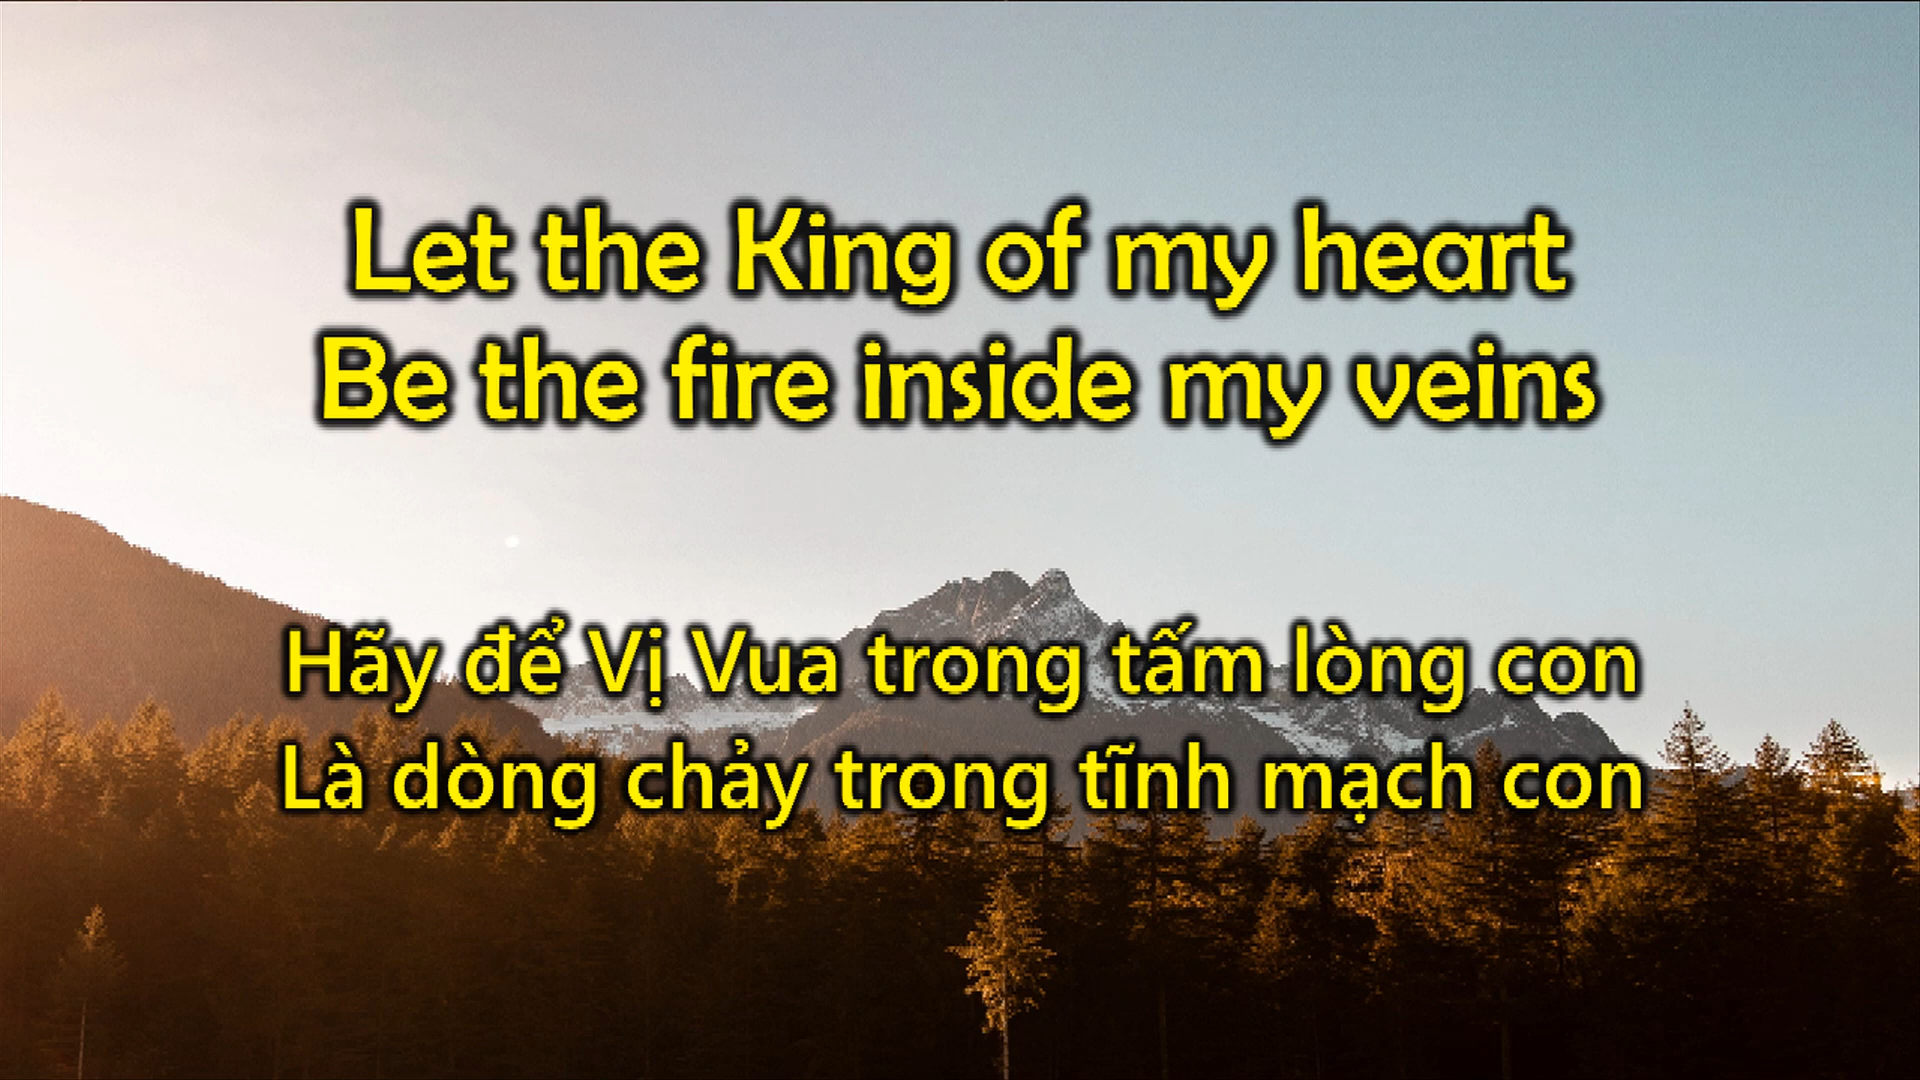 Let the King of my heart
Be the fire inside my veins
Hãy để Vị Vua trong tấm lòng con
Là dòng chảy trong tĩnh mạch con